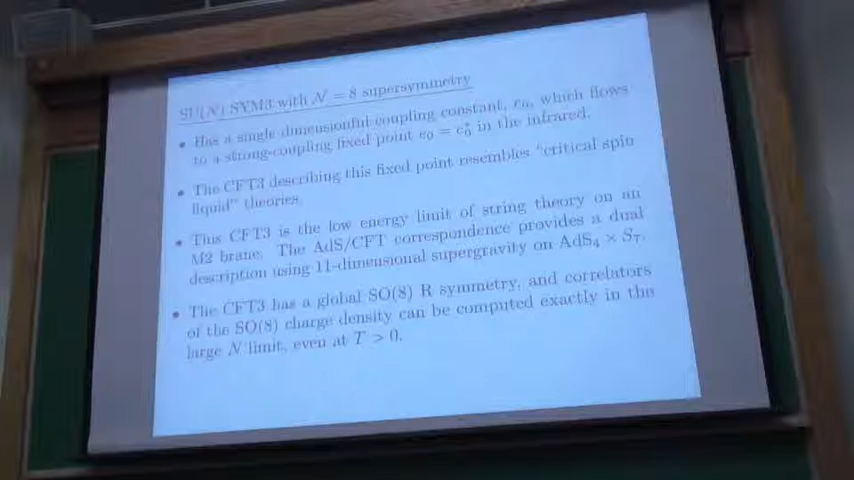 SU(N) SYM3 with 𝒩 = 8 supersymmetry
• Has a single dimensionful coupling constant, e₀, which flows
to a strong-coupling fixed point e₀ = e₀* in the infrared.
• The CFT3 describing this fixed point resembles “critical spin
liquid” theories.
• This CFT3 is the low energy limit of string theory on an
M2 brane. The AdS/CFT correspondence provides a dual
description using 11-dimensional supergravity on AdS₄ × S₇.
• The CFT3 has a global SO(8) R symmetry, and correlators
of the SO(8) charge density can be computed exactly in the
large N limit, even at T > 0.